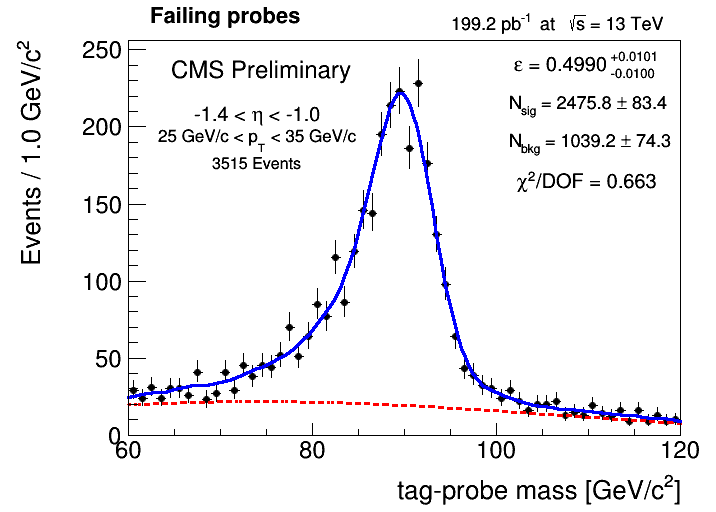 Failing probes
199.2 pb⁻¹ at √s = 13 TeV
CMS Preliminary
-1.4 < η < -1.0
25 GeV/c < p_T < 35 GeV/c
3515 Events
ε = 0.4990 +0.0101 -0.0100
N_sig = 2475.8 ± 83.4
N_bkg = 1039.2 ± 74.3
χ²/DOF = 0.663
Events / 1.0 GeV/c²
250
200
150
100
50
0
60
80
100
120
tag-probe mass [GeV/c²]